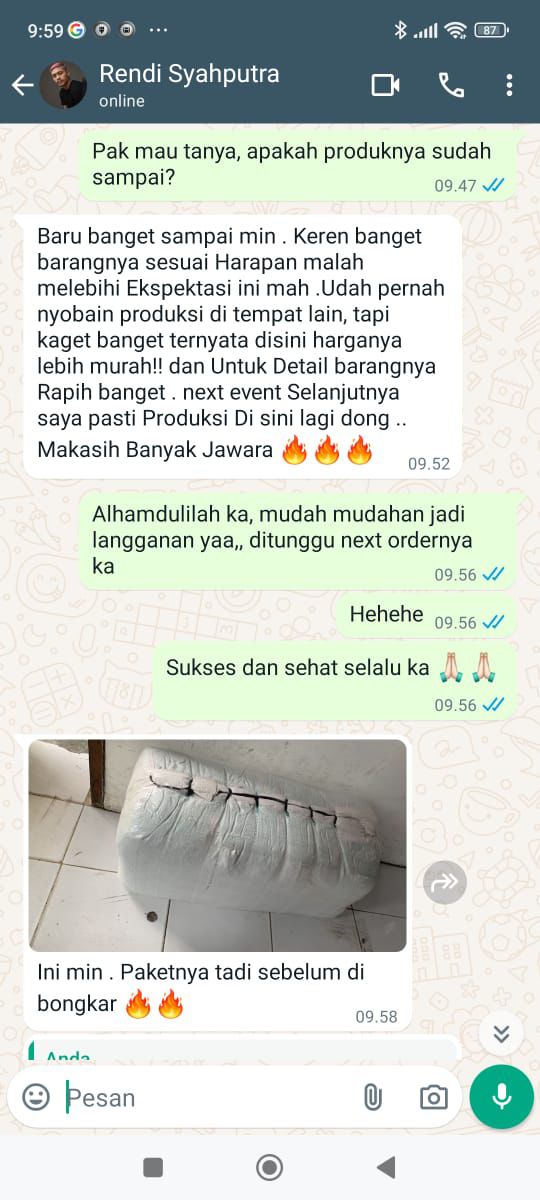 9:59
87
Rendi Syahputra
online
Pak mau tanya, apakah produknya sudah
sampai?
09.47
Baru banget sampai min . Keren banget
barangnya sesuai Harapan malah
melebihi Ekspektasi ini mah .Udah pernah
nyobain produksi di tempat lain, tapi
kaget banget ternyata disini harganya
lebih murah!! dan Untuk Detail barangnya
Rapih banget . next event Selanjutnya
saya pasti Produksi Di sini lagi dong ..
Makasih Banyak Jawara 🔥🔥🔥
09.52
Alhamdulilah ka, mudah mudahan jadi
langganan yaa,, ditunggu next ordernya
ka
09.56
Hehehe
09.56
Sukses dan sehat selalu ka 🙏🏻🙏🏻
09.56
Ini min . Paketnya tadi sebelum di
bongkar 🔥🔥
09.58
Anda
Pesan